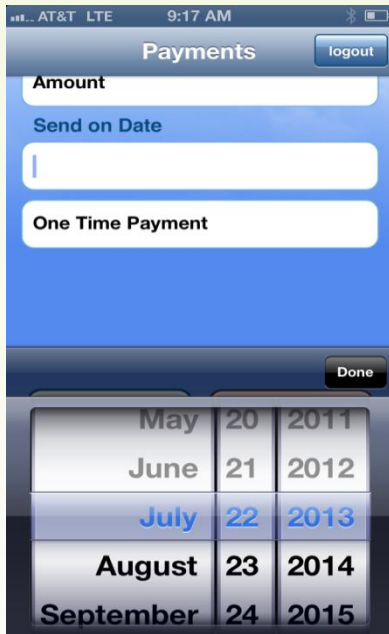 AT&T LTE 9:17 AM
Payments logout
Amount
Send on Date
One Time Payment
Done
May 20 2011
June 21 2012
July 22 2013
August 23 2014
September 24 2015